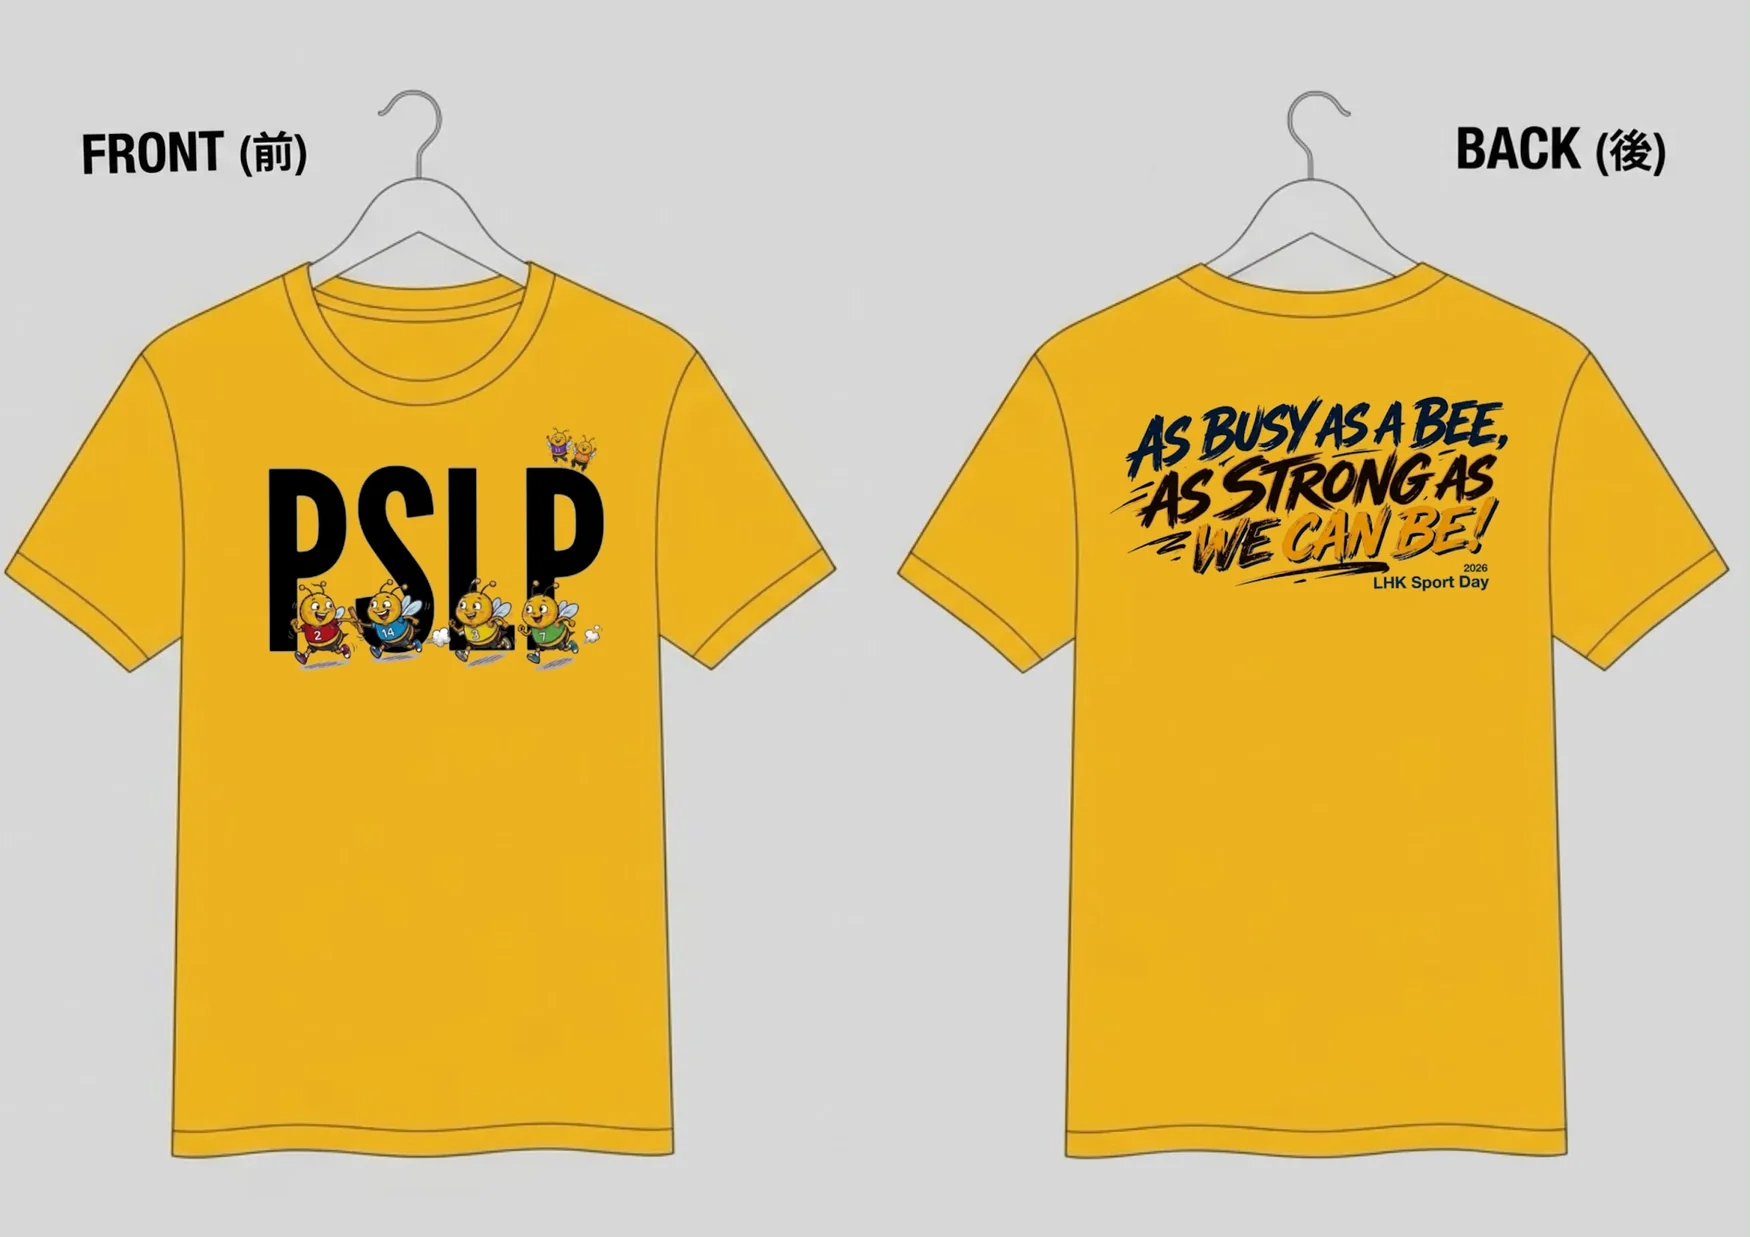 FRONT (前)
PSLP
2
14
3
7
BACK (後)
AS BUSY AS A BEE,
AS STRONG AS
WE CAN BE!
2026
LHK Sport Day